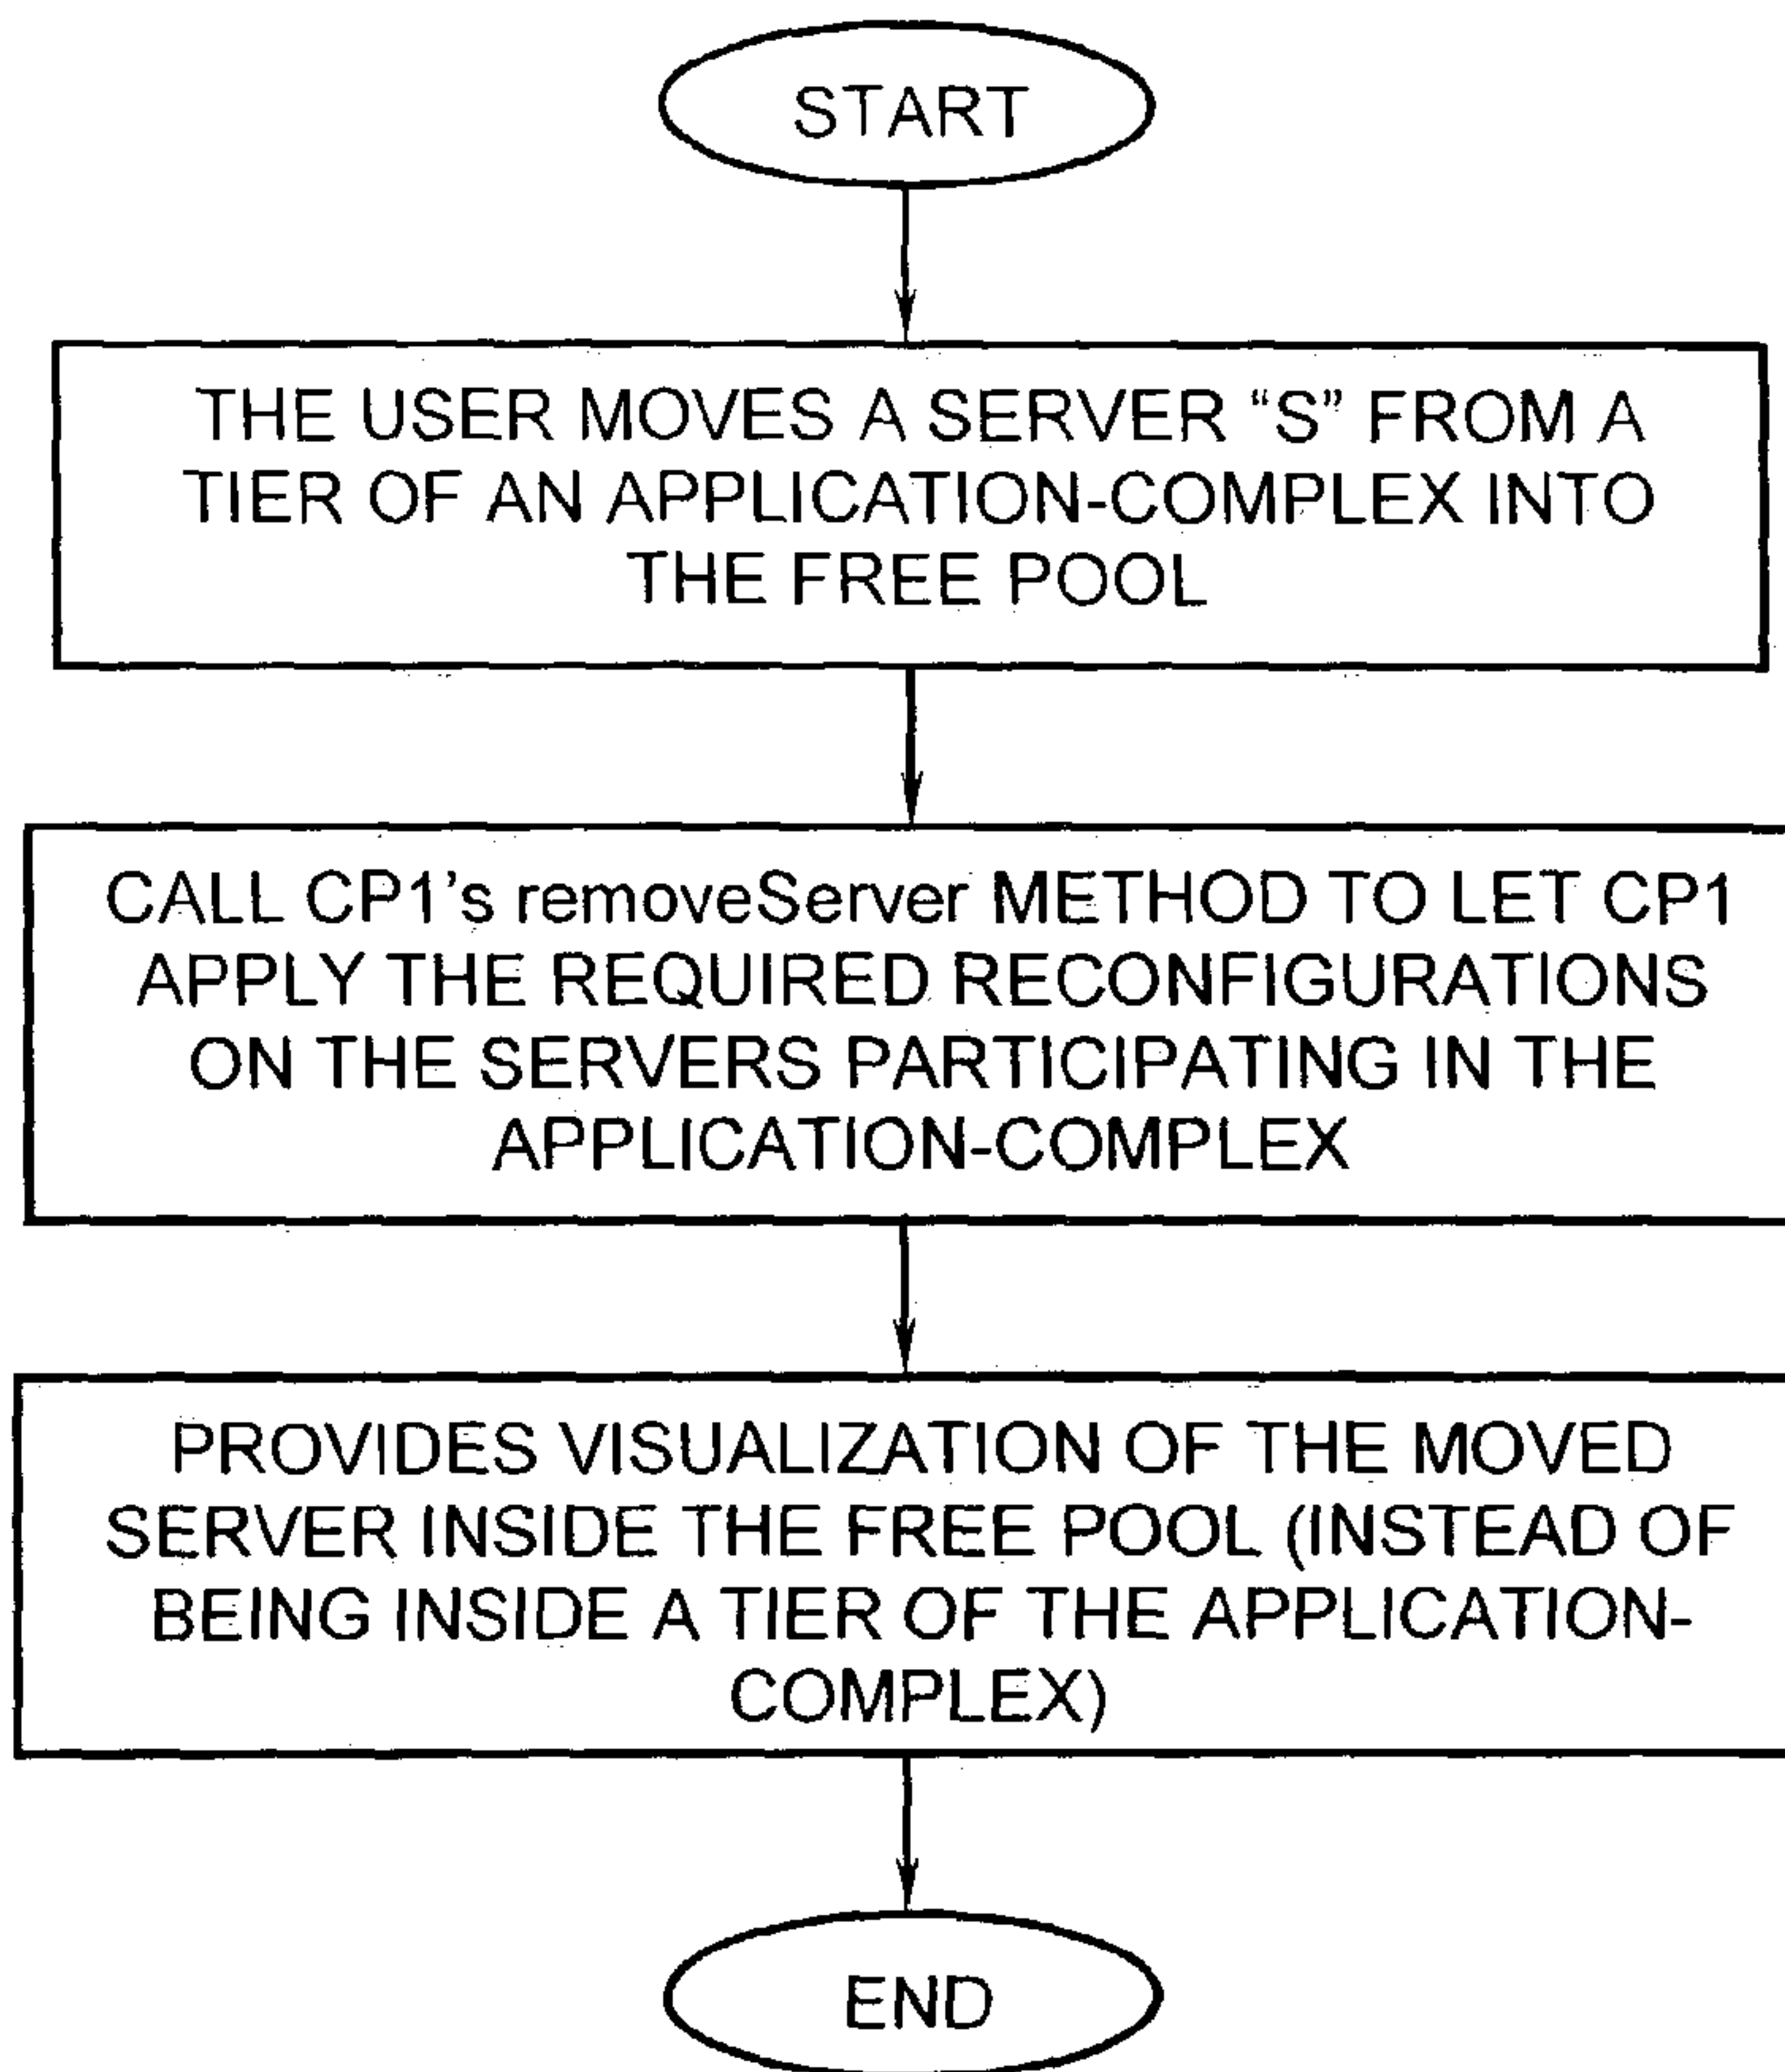 START
THE USER MOVES A SERVER “S” FROM A
TIER OF AN APPLICATION-COMPLEX INTO
THE FREE POOL
CALL CP1’s removeServer METHOD TO LET CP1
APPLY THE REQUIRED RECONFIGURATIONS
ON THE SERVERS PARTICIPATING IN THE
APPLICATION-COMPLEX
PROVIDES VISUALIZATION OF THE MOVED
SERVER INSIDE THE FREE POOL (INSTEAD OF
BEING INSIDE A TIER OF THE APPLICATION-
COMPLEX)
END